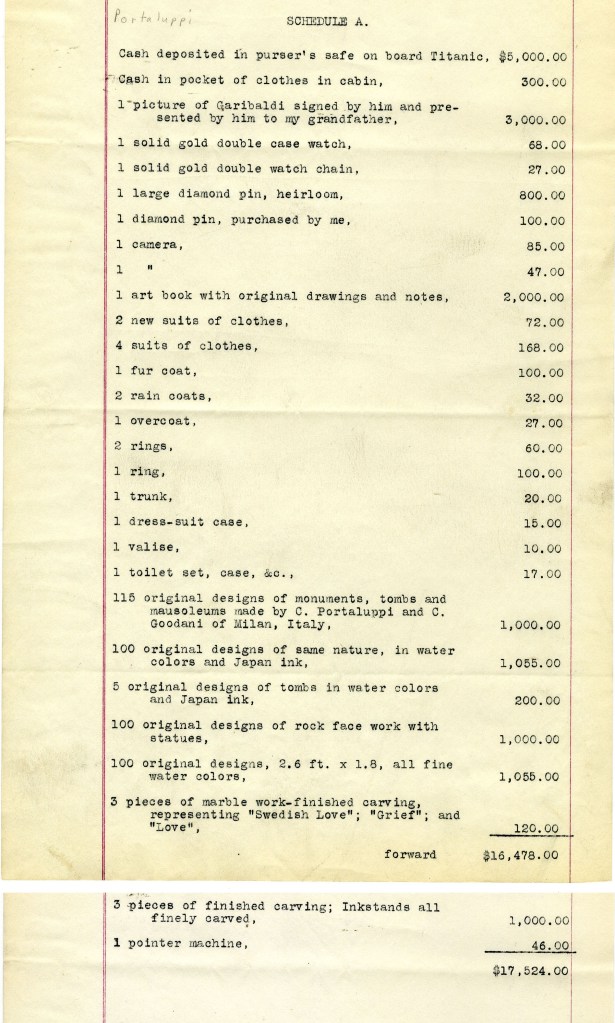 Portaluppi
SCHEDULE A.
Cash deposited in purser's safe on board Titanic, $5,000.00
Cash in pocket of clothes in cabin, 300.00
1 picture of Garibaldi signed by him and pre-
sented by him to my grandfather, 3,000.00
1 solid gold double case watch, 68.00
1 solid gold double watch chain, 27.00
1 large diamond pin, heirloom, 800.00
1 diamond pin, purchased by me, 100.00
1 camera, 85.00
1 " 47.00
1 art book with original drawings and notes, 2,000.00
2 new suits of clothes, 72.00
4 suits of clothes, 168.00
1 fur coat, 100.00
2 rain coats, 32.00
1 overcoat, 27.00
2 rings, 60.00
1 ring, 100.00
1 trunk, 20.00
1 dress-suit case, 15.00
1 valise, 10.00
1 toilet set, case, &c., 17.00
115 original designs of monuments, tombs and
mausoleums made by C. Portaluppi and C.
Goodani of Milan, Italy, 1,000.00
100 original designs of same nature, in water
colors and Japan ink, 1,055.00
5 original designs of tombs in water colors
and Japan ink, 200.00
100 original designs of rock face work with
statues, 1,000.00
100 original designs, 2.6 ft. x 1.8, all fine
water colors, 1,055.00
3 pieces of marble work-finished carving,
representing "Swedish Love"; "Grief"; and
"Love", 120.00
forward $16,478.00
3 pieces of finished carving; Inkstands all
finely carved, 1,000.00
1 pointer machine, 46.00
$17,524.00